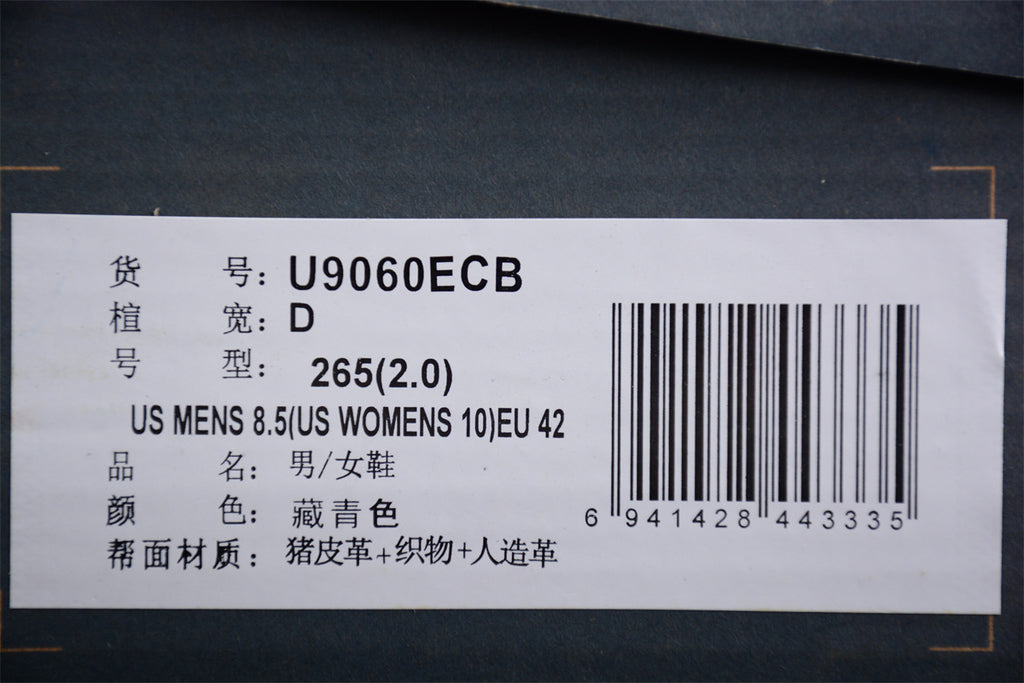 货 号: U9060ECB
楦 宽: D
号 型: 265(2.0)
US MENS 8.5(US WOMENS 10)EU 42
品 名: 男/女鞋
颜 色: 藏青色
帮面材质: 猪皮革+织物+人造革
6 941428 443335